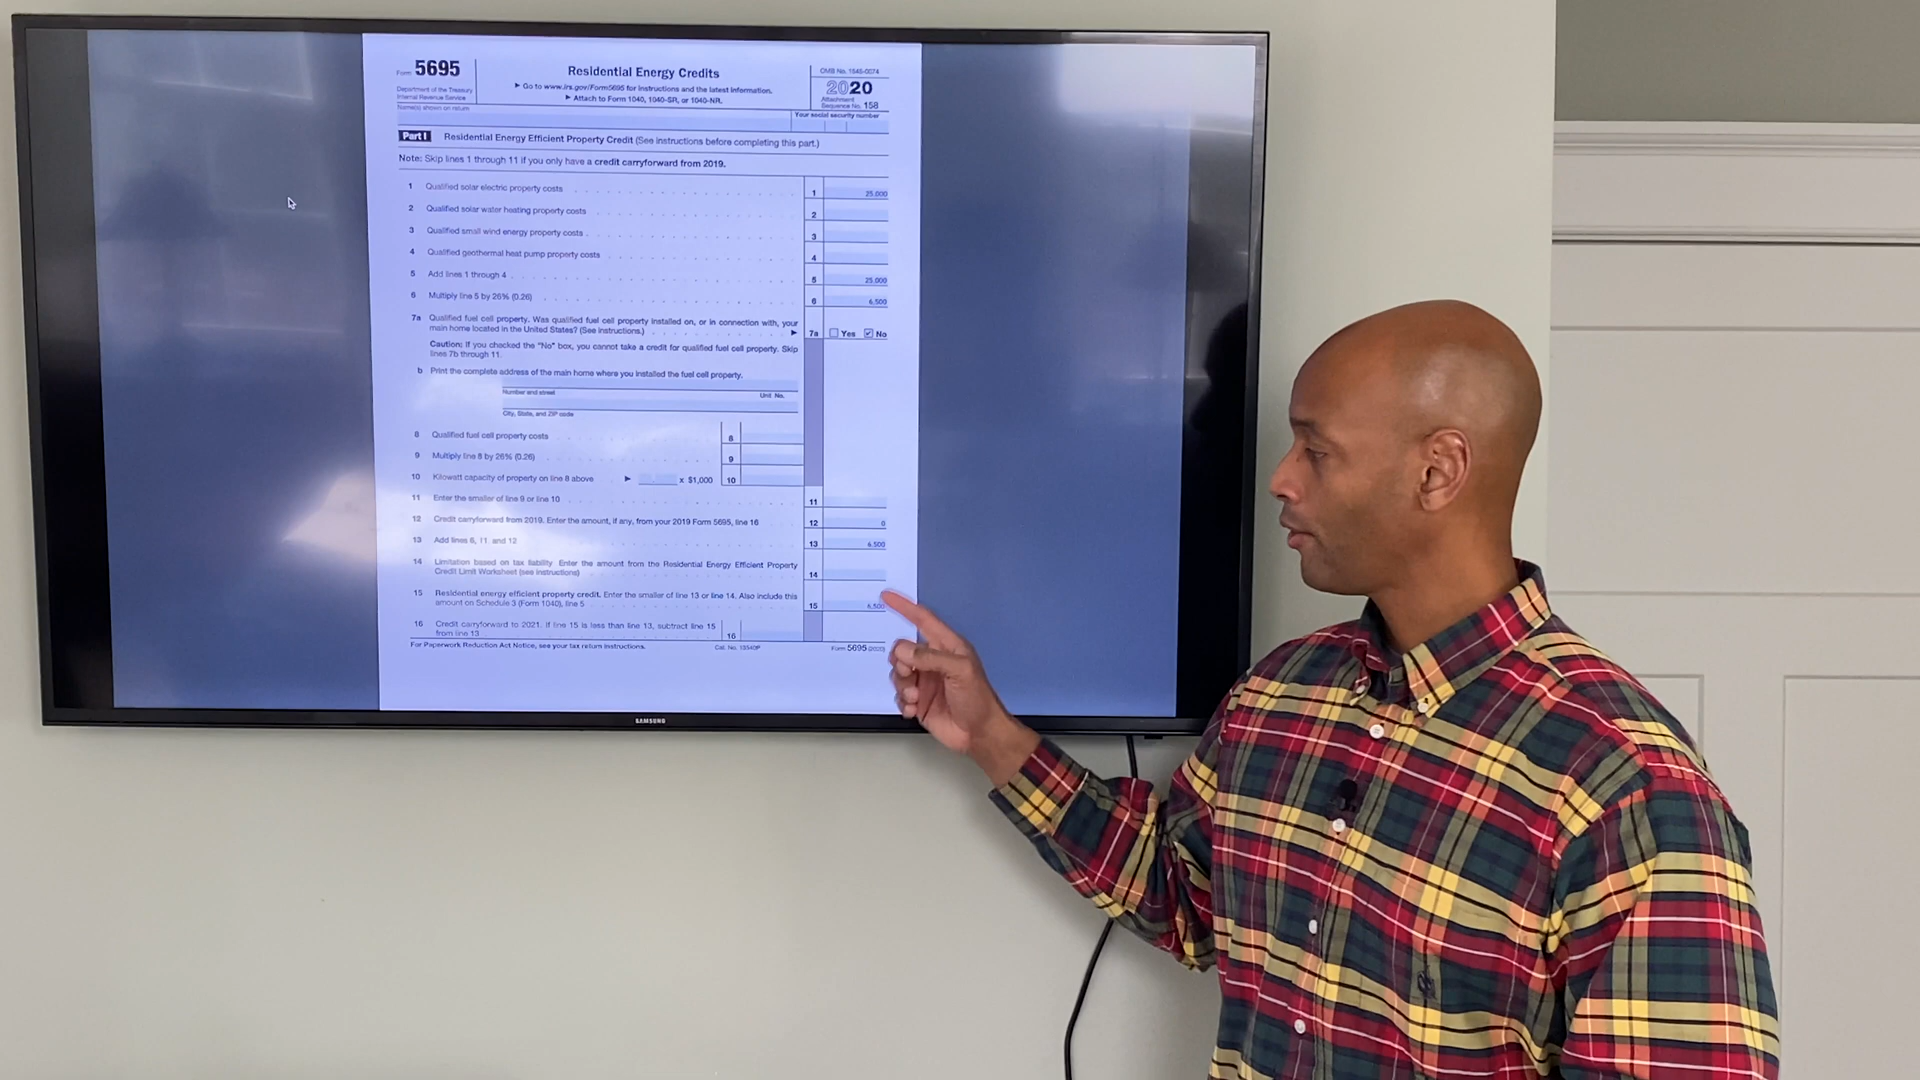 Form 5695
Department of the Treasury
Internal Revenue Service
Residential Energy Credits
► Go to www.irs.gov/Form5695 for instructions and the latest information.
► Attach to Form 1040, 1040-SR, or 1040-NR.
OMB No. 1545-0074
2020
Attachment
Sequence No. 158
Name(s) shown on return
Your social security number
Part I Residential Energy Efficient Property Credit (See instructions before completing this part.)
Note: Skip lines 1 through 11 if you only have a credit carryforward from 2019.
1 Qualified solar electric property costs 1 25,000
2 Qualified solar water heating property costs 2
3 Qualified small wind energy property costs 3
4 Qualified geothermal heat pump property costs 4
5 Add lines 1 through 4 5 25,000
6 Multiply line 5 by 26% (0.26) 6 6,500
7a Qualified fuel cell property. Was qualified fuel cell property installed on, or in connection with, your
main home located in the United States? (See instructions.) ► 7a Yes No
Caution: If you checked the "No" box, you cannot take a credit for qualified fuel cell property. Skip
lines 7b through 11.
b Print the complete address of the main home where you installed the fuel cell property.
Number and street Unit No.
City, State, and ZIP code
8 Qualified fuel cell property costs 8
9 Multiply line 8 by 26% (0.26) 9
10 Kilowatt capacity of property on line 8 above ► x $1,000 10
11 Enter the smaller of line 9 or line 10 11
12 Credit carryforward from 2019. Enter the amount, if any, from your 2019 Form 5695, line 16 12 0
13 Add lines 6, 11, and 12 13 6,500
14 Limitation based on tax liability. Enter the amount from the Residential Energy Efficient Property
Credit Limit Worksheet (see instructions) 14
15 Residential energy efficient property credit. Enter the smaller of line 13 or line 14. Also include this
amount on Schedule 3 (Form 1040), line 5 15 6,500
16 Credit carryforward to 2021. If line 15 is less than line 13, subtract line 15
from line 13 16
For Paperwork Reduction Act Notice, see your tax return instructions. Cat. No. 13540P Form 5695 (2020)
SAMSUNG